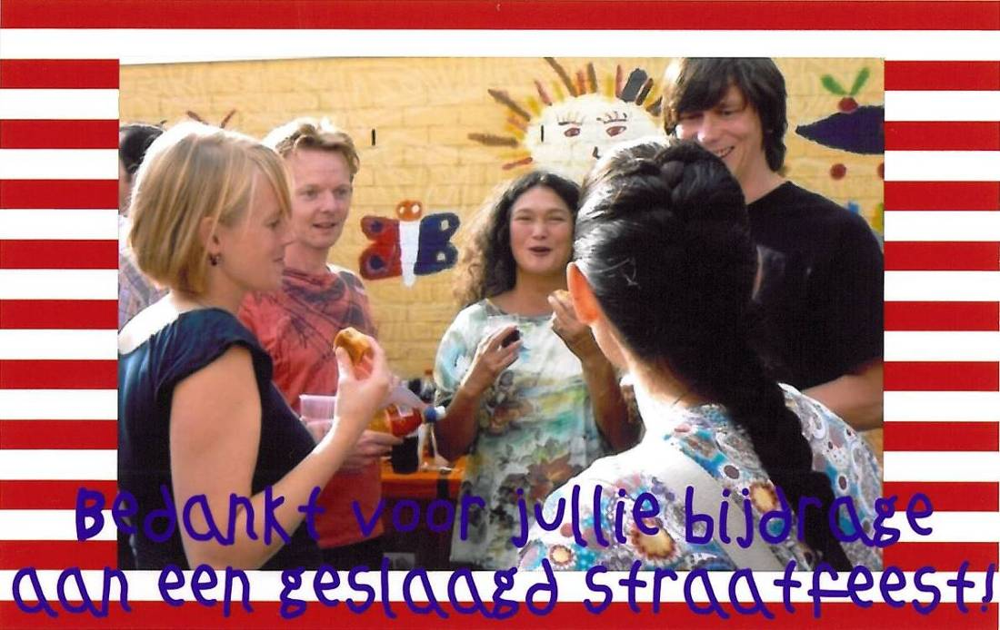 Bedankt voor jullie bijdrage
aan een geslaagd straatfeest!